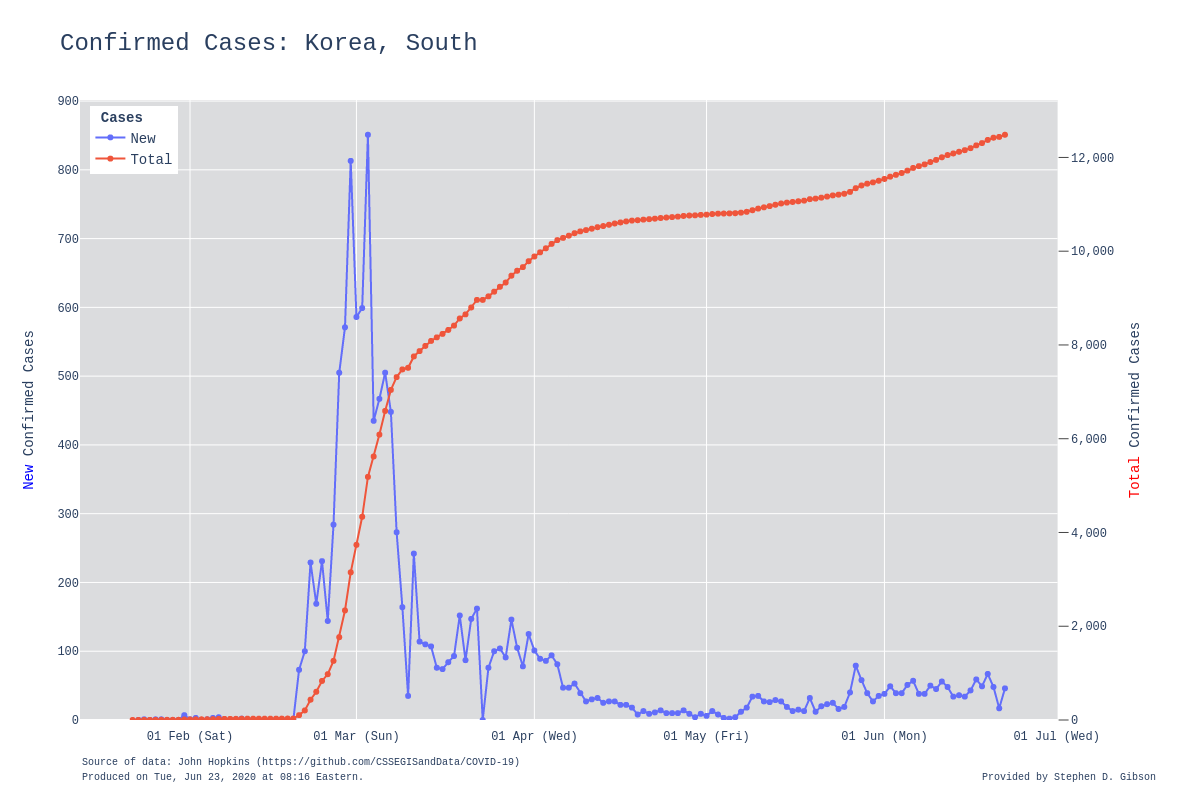 Confirmed Cases: Korea, South
Cases
New
Total
900
800
700
600
500
400
300
200
100
0
New Confirmed Cases
12,000
10,000
8,000
6,000
4,000
2,000
0
Total Confirmed Cases
01 Feb (Sat)
01 Mar (Sun)
01 Apr (Wed)
01 May (Fri)
01 Jun (Mon)
01 Jul (Wed)
Source of data: John Hopkins (https://github.com/CSSEGISandData/COVID-19)
Produced on Tue, Jun 23, 2020 at 08:16 Eastern.
Provided by Stephen D. Gibson